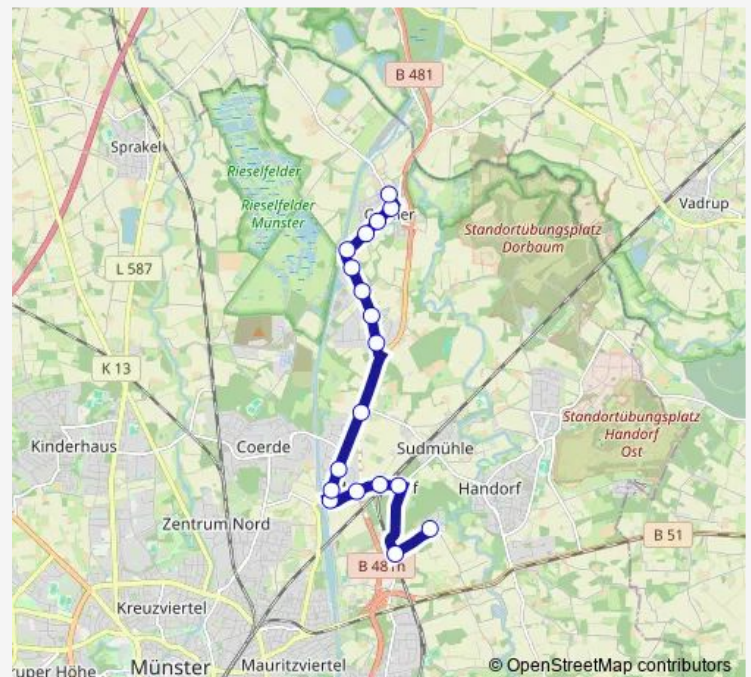 B 481
Sprakel
Rieselfelder
Rieselfelder
Münster
Vadrup
Standortübungsplatz
Dorbaum
L 587
K 13
Standortübungsplatz
Handorf
Ost
Kinderhaus
Coerde
Sudmühle
Handorf
Zentrum Nord
B 51
Kreuzviertel
Münster
Mauritzviertel
© OpenStreetMap contributors